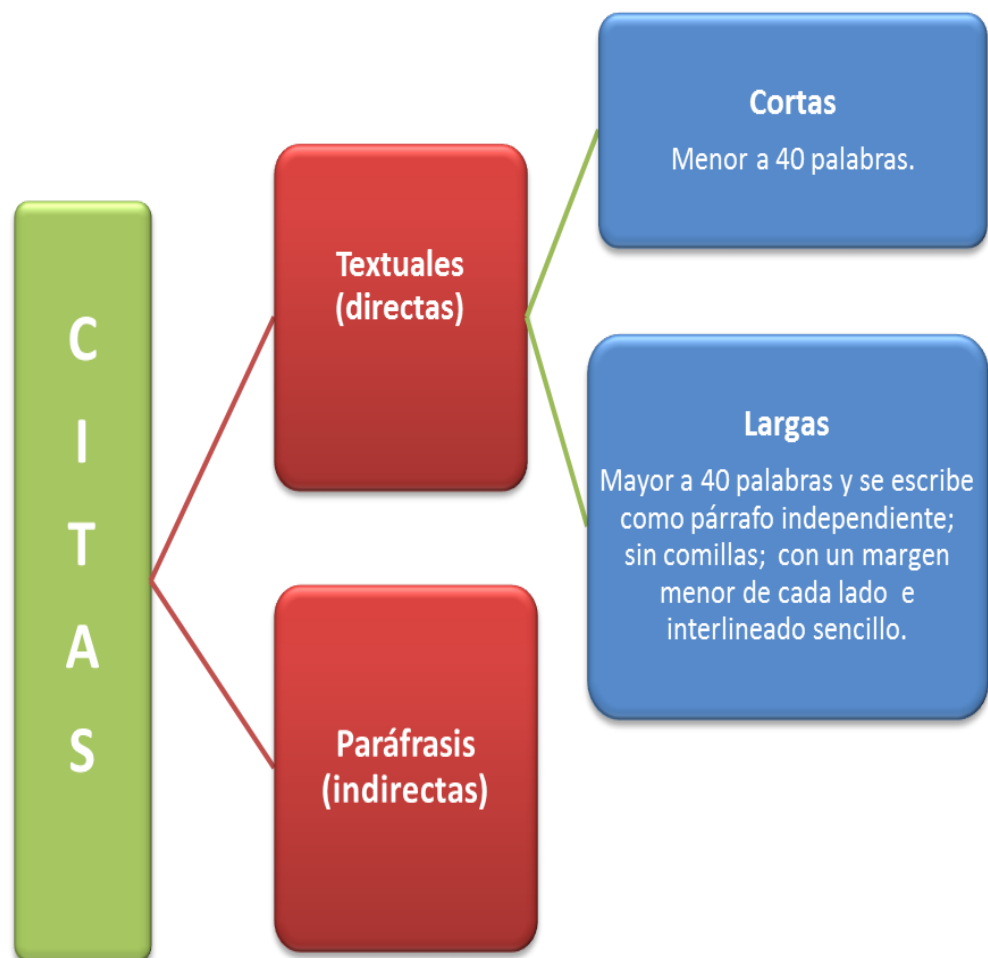 C
I
T
A
S
Textuales
(directas)
Cortas
Menor a 40 palabras.
Largas
Mayor a 40 palabras y se escribe
como párrafo independiente;
sin comillas; con un margen
menor de cada lado e
interlineado sencillo.
Paráfrasis
(indirectas)